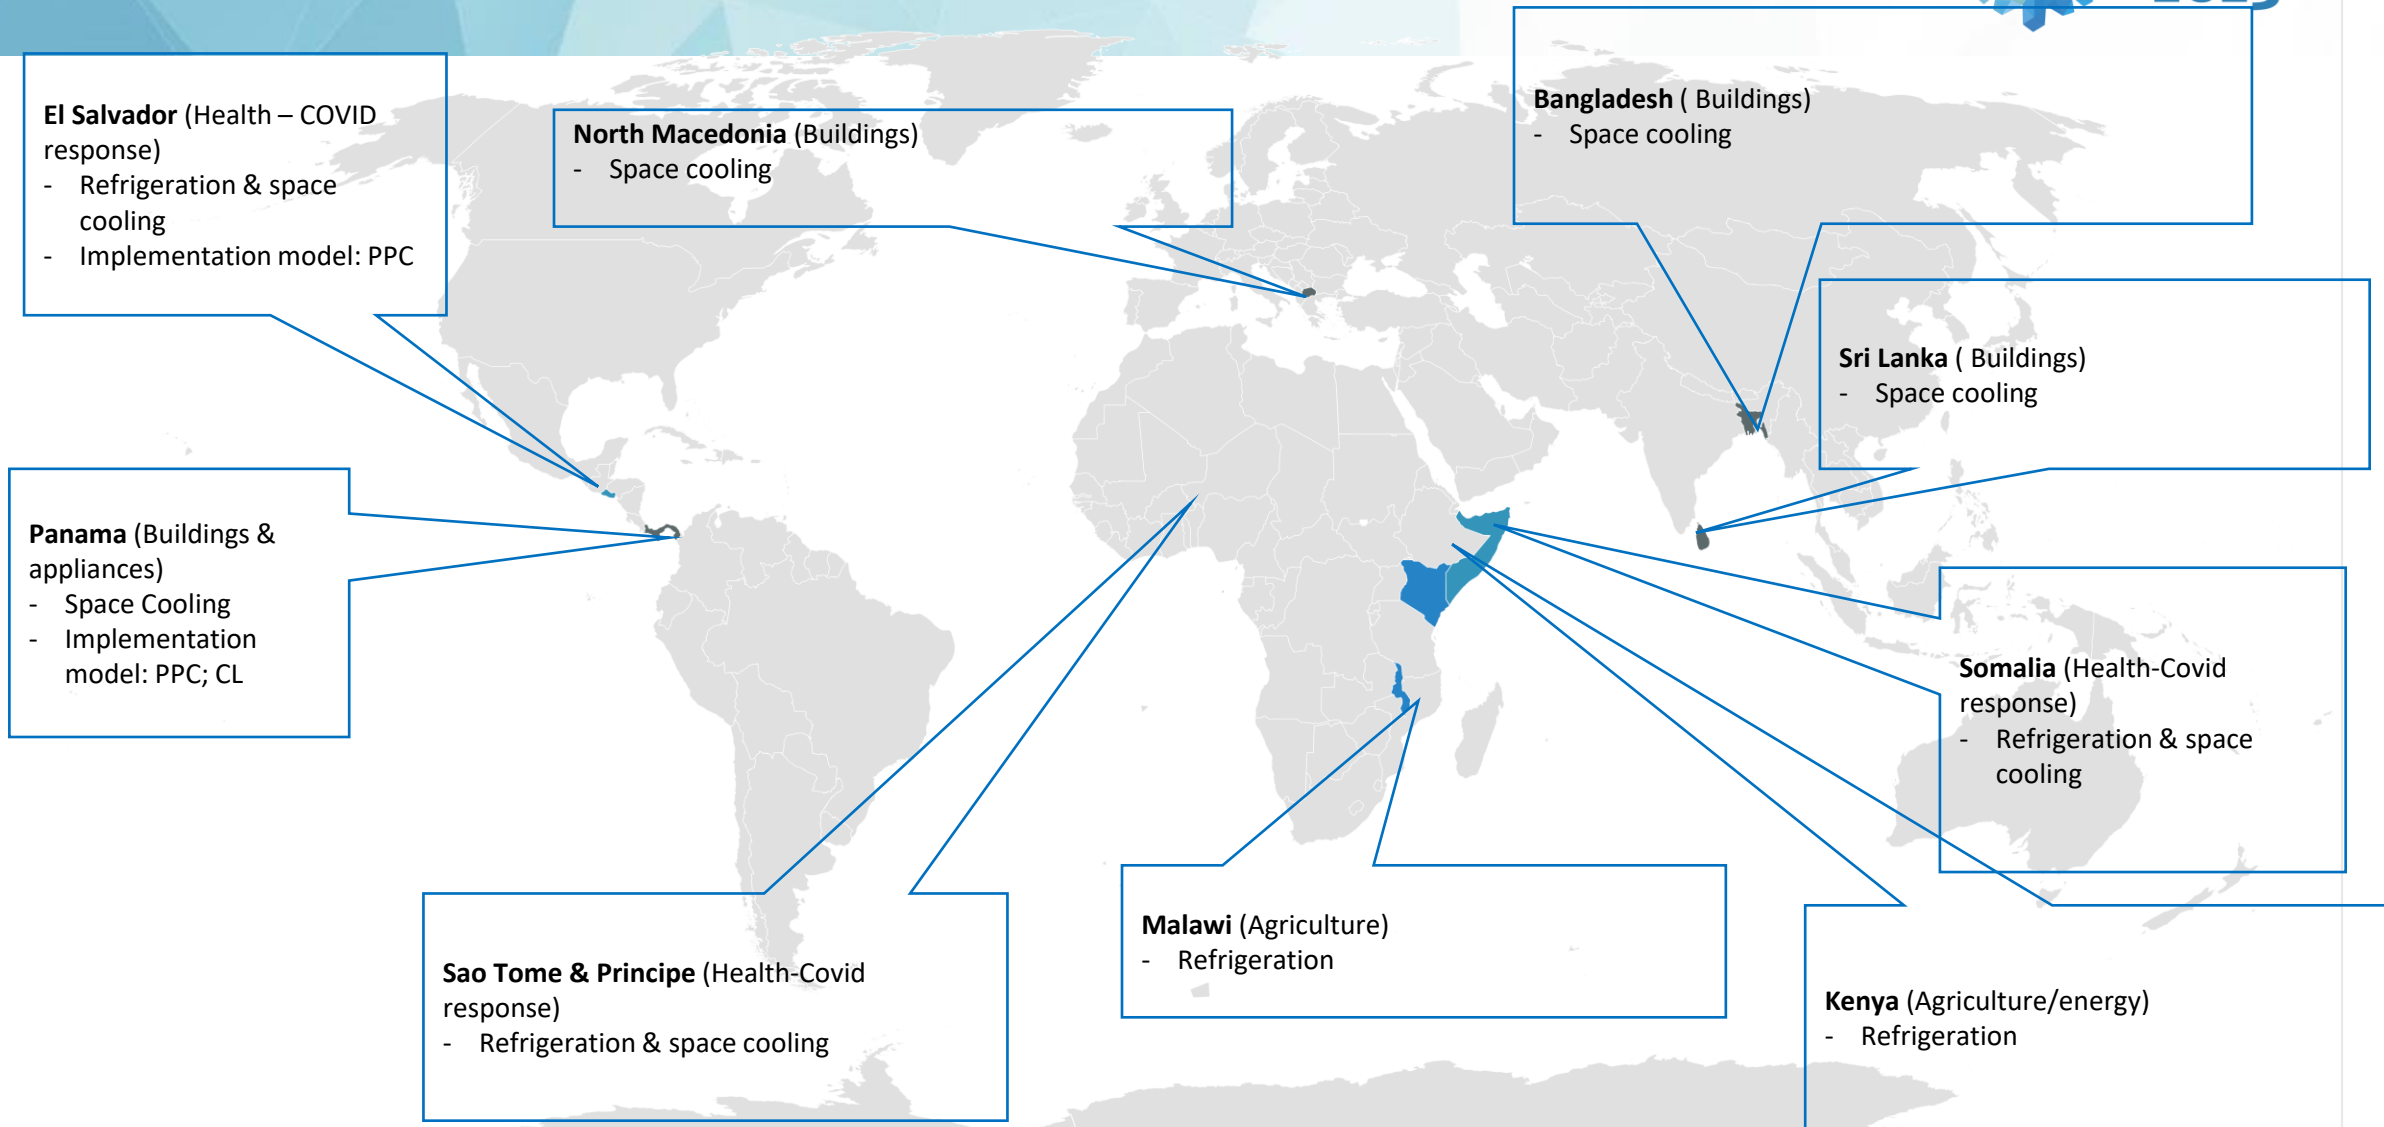 El Salvador (Health – COVID
response)
- Refrigeration & space
cooling
- Implementation model: PPC
North Macedonia (Buildings)
- Space cooling
Bangladesh ( Buildings)
- Space cooling
Sri Lanka ( Buildings)
- Space cooling
Panama (Buildings &
appliances)
- Space Cooling
- Implementation
model: PPC; CL
Somalia (Health-Covid
response)
- Refrigeration & space
cooling
Sao Tome & Principe (Health-Covid
response)
- Refrigeration & space cooling
Malawi (Agriculture)
- Refrigeration
Kenya (Agriculture/energy)
- Refrigeration